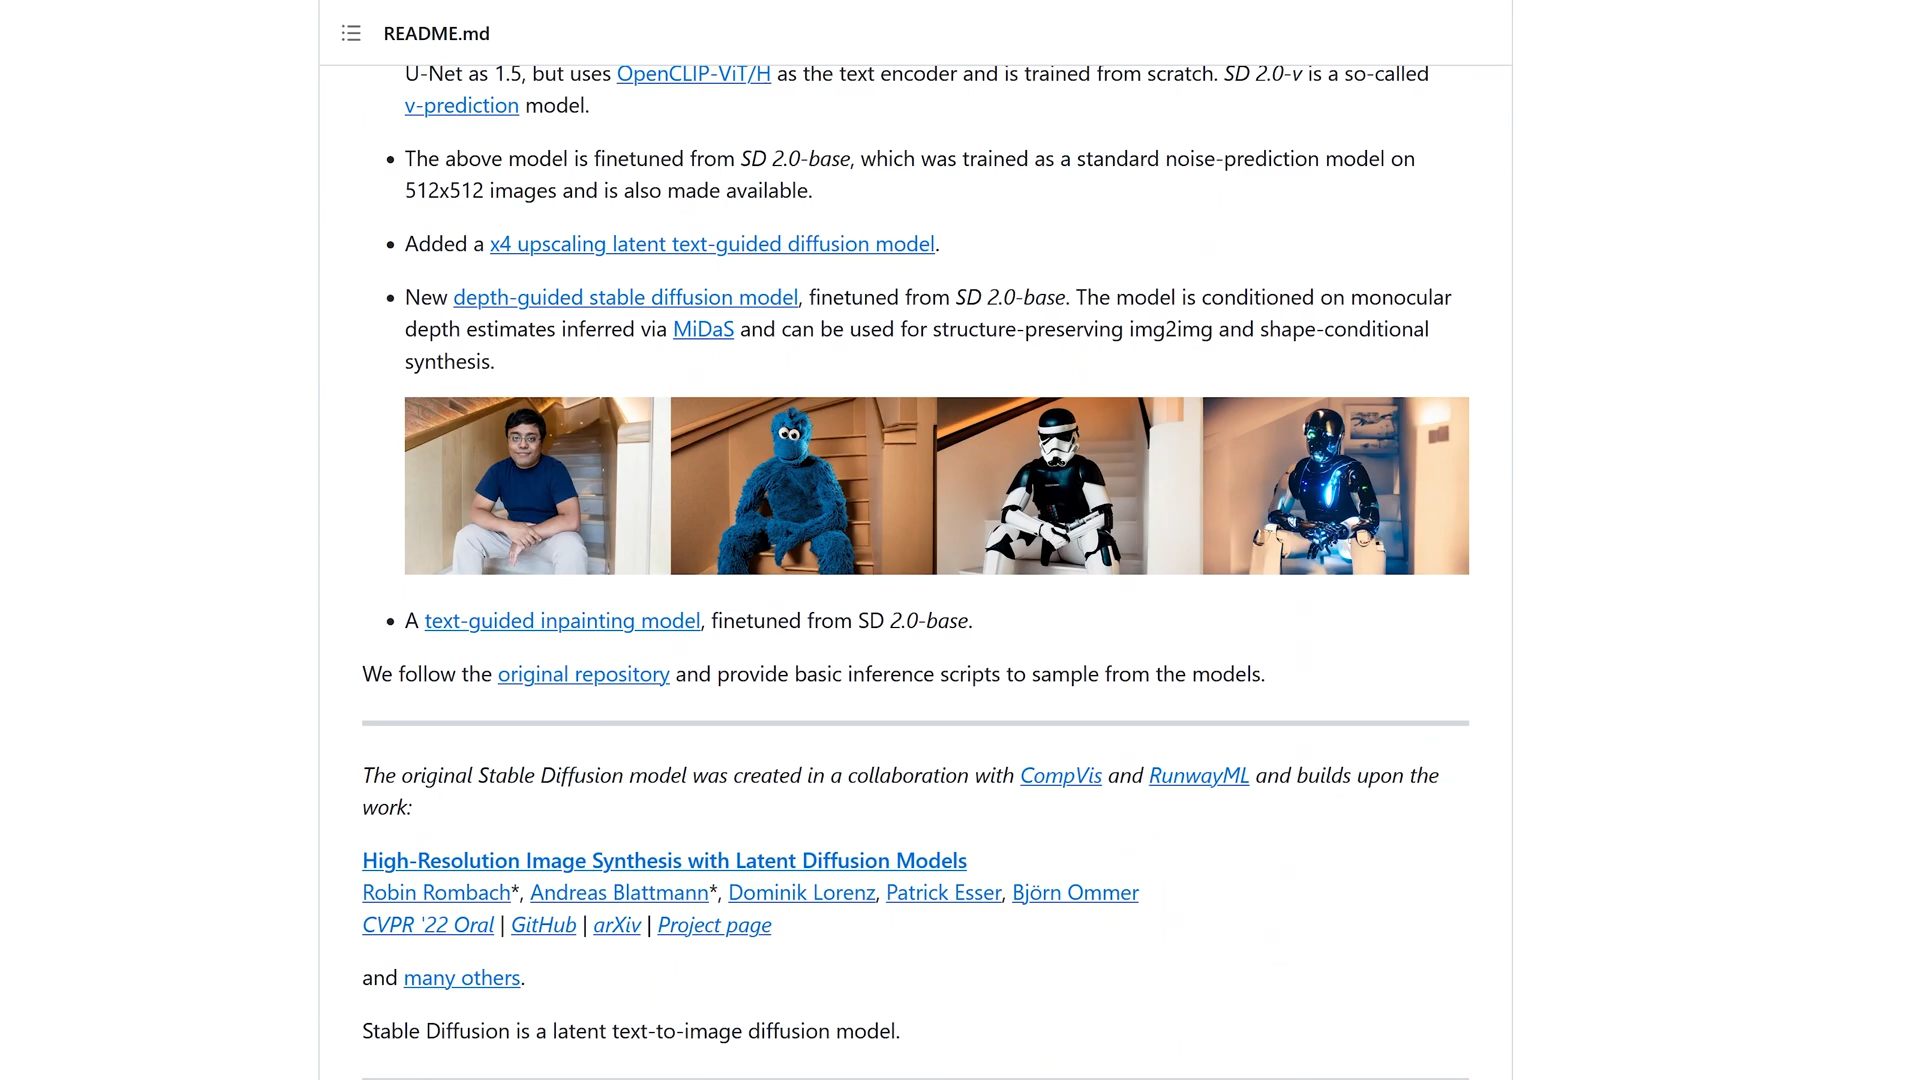 README.md
U-Net as 1.5, but uses OpenCLIP-ViT/H as the text encoder and is trained from scratch. SD 2.0-v is a so-called
v-prediction model.
The above model is finetuned from SD 2.0-base, which was trained as a standard noise-prediction model on
512x512 images and is also made available.
Added a x4 upscaling latent text-guided diffusion model.
New depth-guided stable diffusion model, finetuned from SD 2.0-base. The model is conditioned on monocular
depth estimates inferred via MiDaS and can be used for structure-preserving img2img and shape-conditional
synthesis.
A text-guided inpainting model, finetuned from SD 2.0-base.
We follow the original repository and provide basic inference scripts to sample from the models.
The original Stable Diffusion model was created in a collaboration with CompVis and RunwayML and builds upon the
work:
High-Resolution Image Synthesis with Latent Diffusion Models
Robin Rombach*, Andreas Blattmann*, Dominik Lorenz, Patrick Esser, Björn Ommer
CVPR '22 Oral | GitHub | arXiv | Project page
and many others.
Stable Diffusion is a latent text-to-image diffusion model.